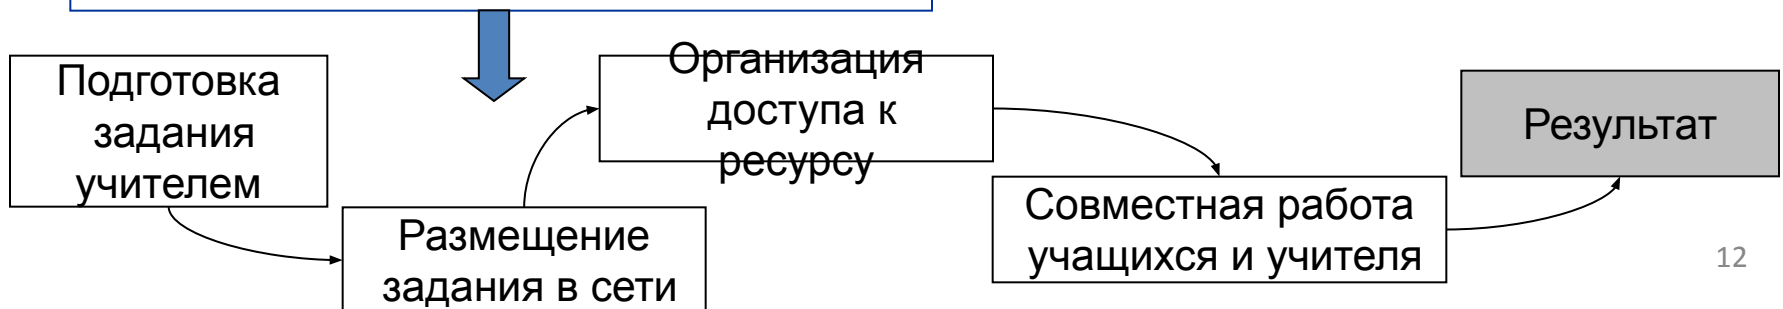 Подготовка
задания
учителем
Размещение
задания в сети
Организация
доступа к
ресурсу
Совместная работа
учащихся и учителя
Результат
12